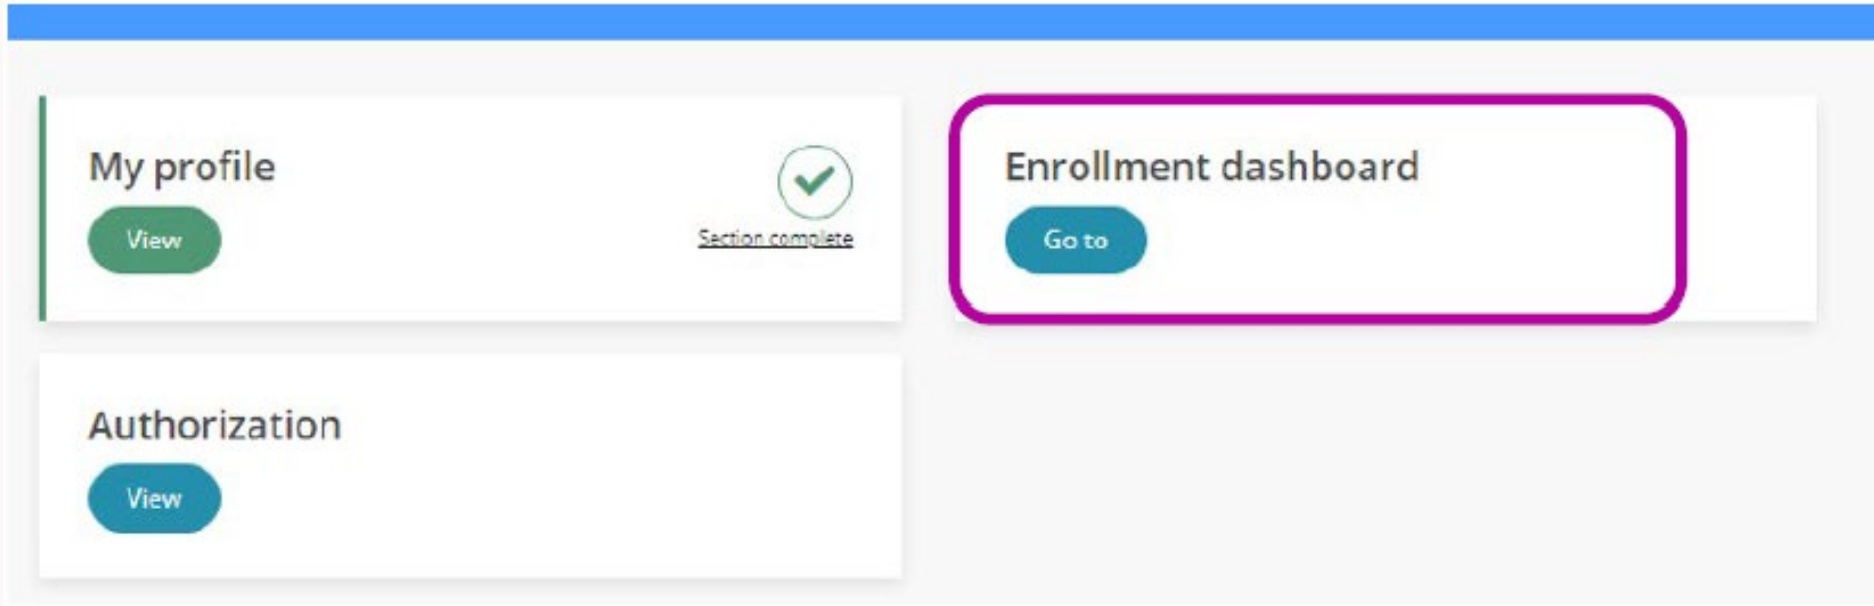 My profile
View
Section complete
Enrollment dashboard
Go to
Authorization
View